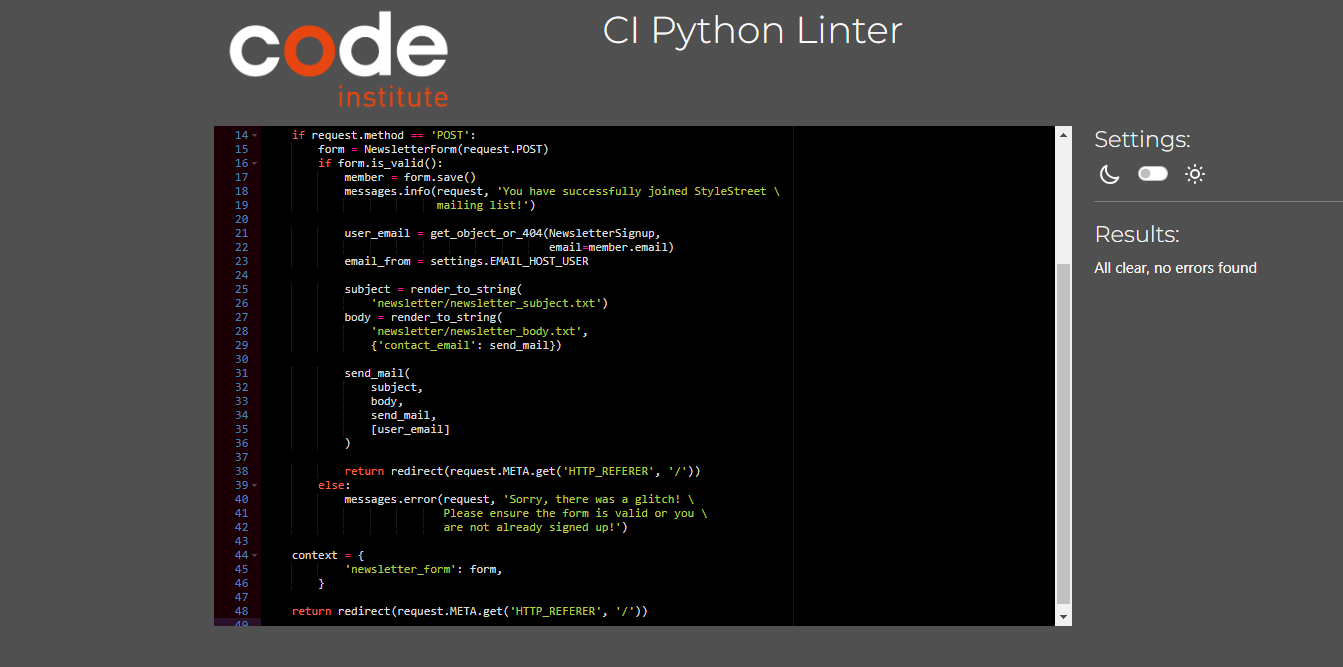 code
institute
CI Python Linter
14 if request.method == 'POST':
15 form = NewsletterForm(request.POST)
16 if form.is_valid():
17 member = form.save()
18 messages.info(request, 'You have successfully joined StyleStreet \
19 mailing list!')
20
21 user_email = get_object_or_404(NewsletterSignup,
22 email=member.email)
23 email_from = settings.EMAIL_HOST_USER
24
25 subject = render_to_string(
26 'newsletter/newsletter_subject.txt')
27 body = render_to_string(
28 'newsletter/newsletter_body.txt',
29 {'contact_email': send_mail})
30
31 send_mail(
32 subject,
33 body,
34 send_mail,
35 [user_email]
36 )
37
38 return redirect(request.META.get('HTTP_REFERER', '/'))
39 else:
40 messages.error(request, 'Sorry, there was a glitch! \
41 Please ensure the form is valid or you \
42 are not already signed up!')
43
44 context = {
45 'newsletter_form': form,
46 }
47
48 return redirect(request.META.get('HTTP_REFERER', '/'))
49
Settings:
Results:
All clear, no errors found